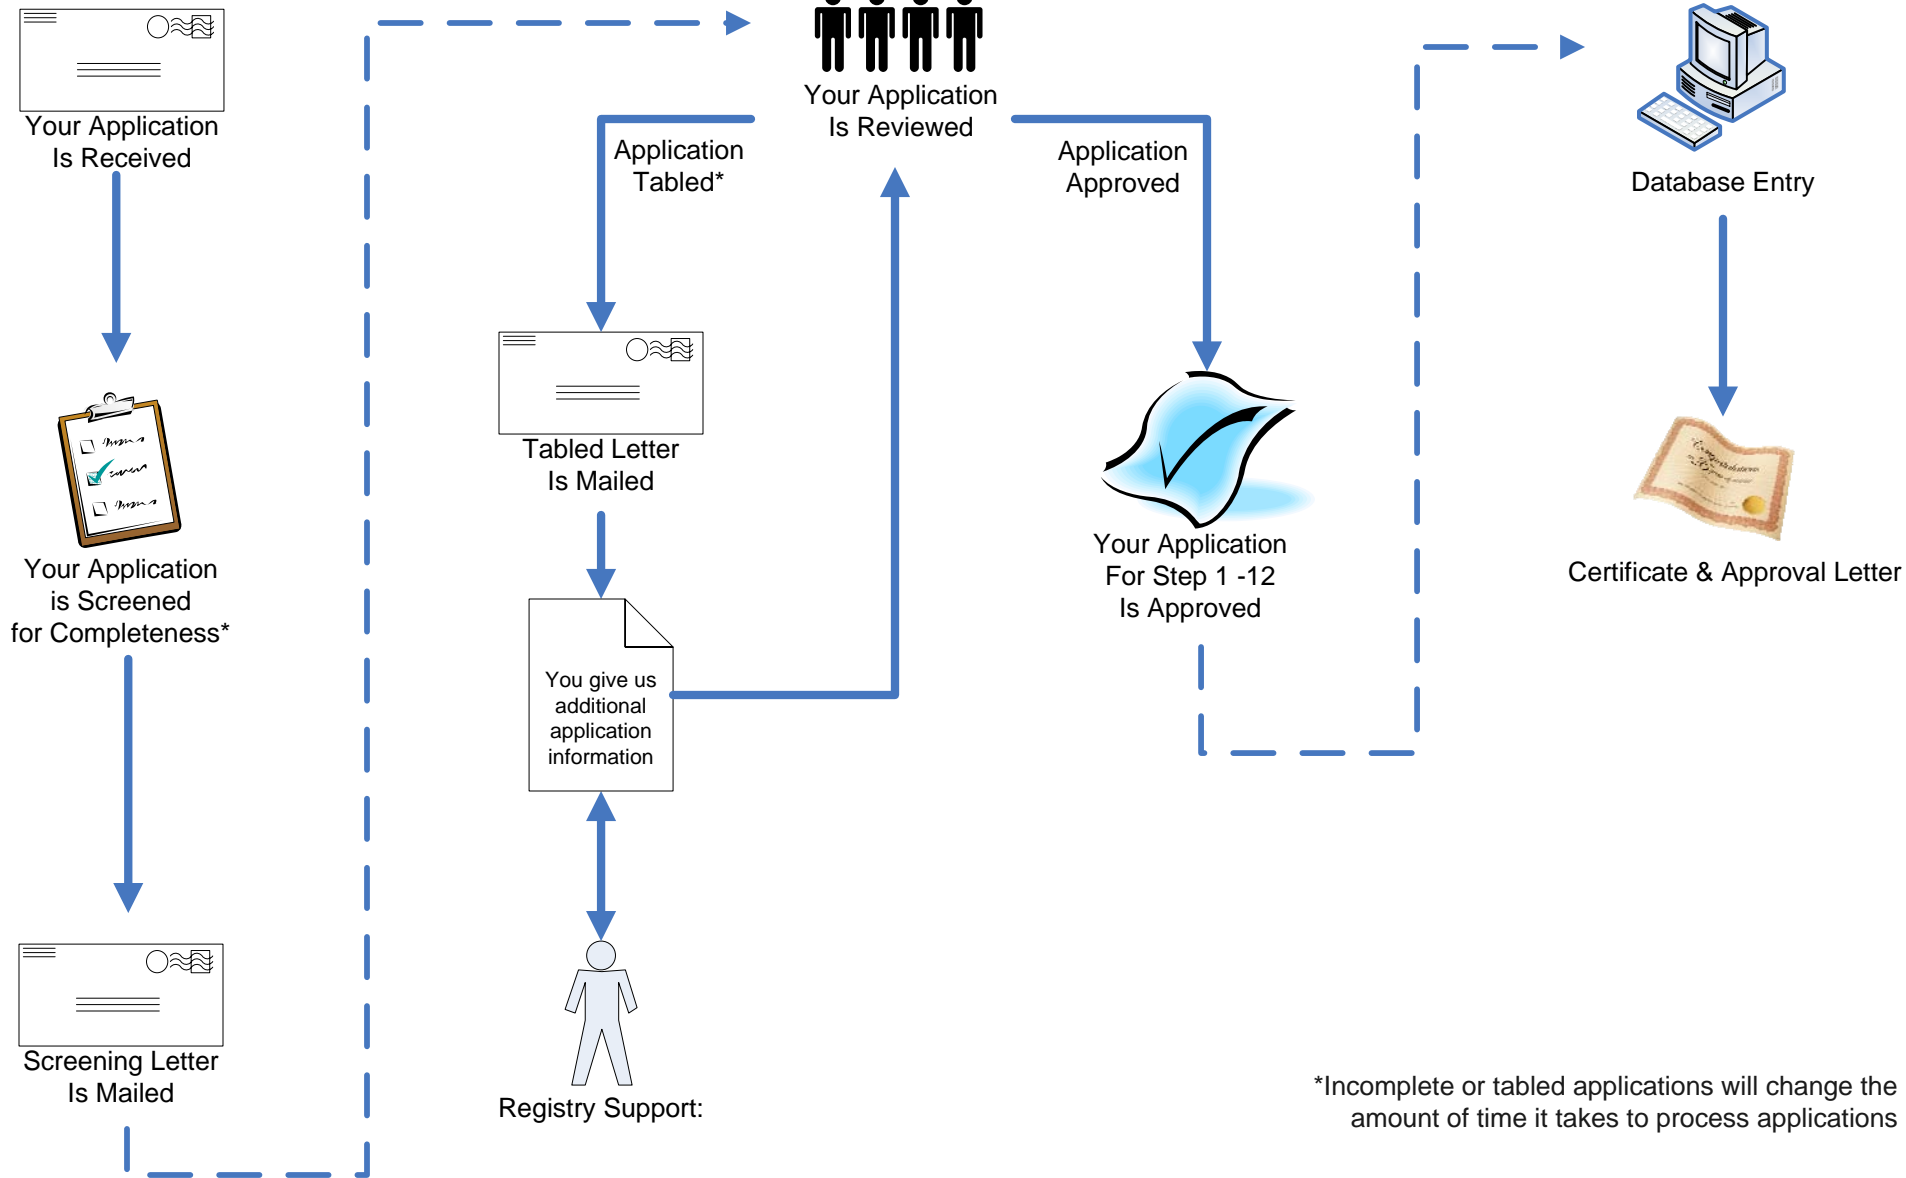 Your Application
Is Received
Your Application
is Screened
for Completeness*
Screening Letter
Is Mailed
Your Application
Is Reviewed
Application
Tabled*
Tabled Letter
Is Mailed
You give us
additional
application
information
Registry Support:
Application
Approved
Your Application
For Step 1 -12
Is Approved
Database Entry
Certificate & Approval Letter
*Incomplete or tabled applications will change the
amount of time it takes to process applications